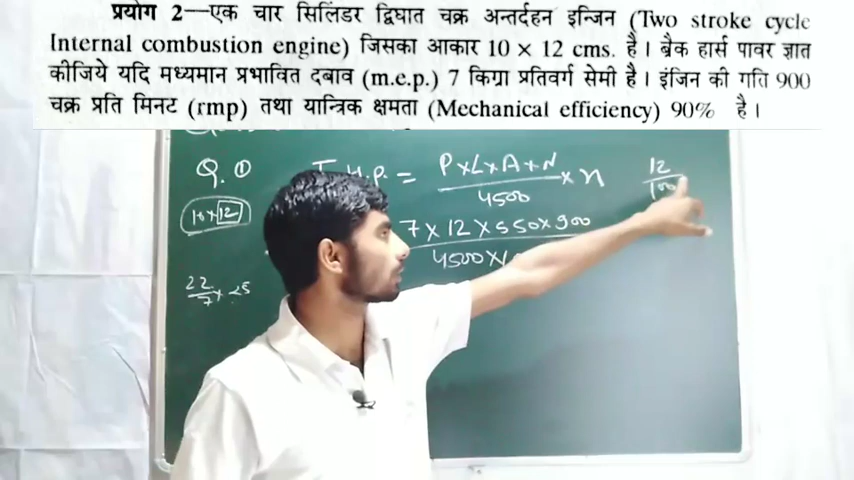 प्रयोग 2—एक चार सिलिंडर द्विघात चक्र अन्तर्दहन इन्जिन (Two stroke cycle
Internal combustion engine) जिसका आकार 10 × 12 cms. है। ब्रैक हार्स पावर ज्ञात
कीजिये यदि मध्यमान प्रभावित दबाव (m.e.p.) 7 किग्रा प्रतिवर्ग सेमी है। इंजिन की गति 900
चक्र प्रति मिनट (rmp) तथा यान्त्रिक क्षमता (Mechanical efficiency) 90% है।
Q. ① I.H.P. = P×L×A×N / 4500 × n
12 / 100
10×12
7 × 12 × 550 × 900
4500 ×
22/7 × 25